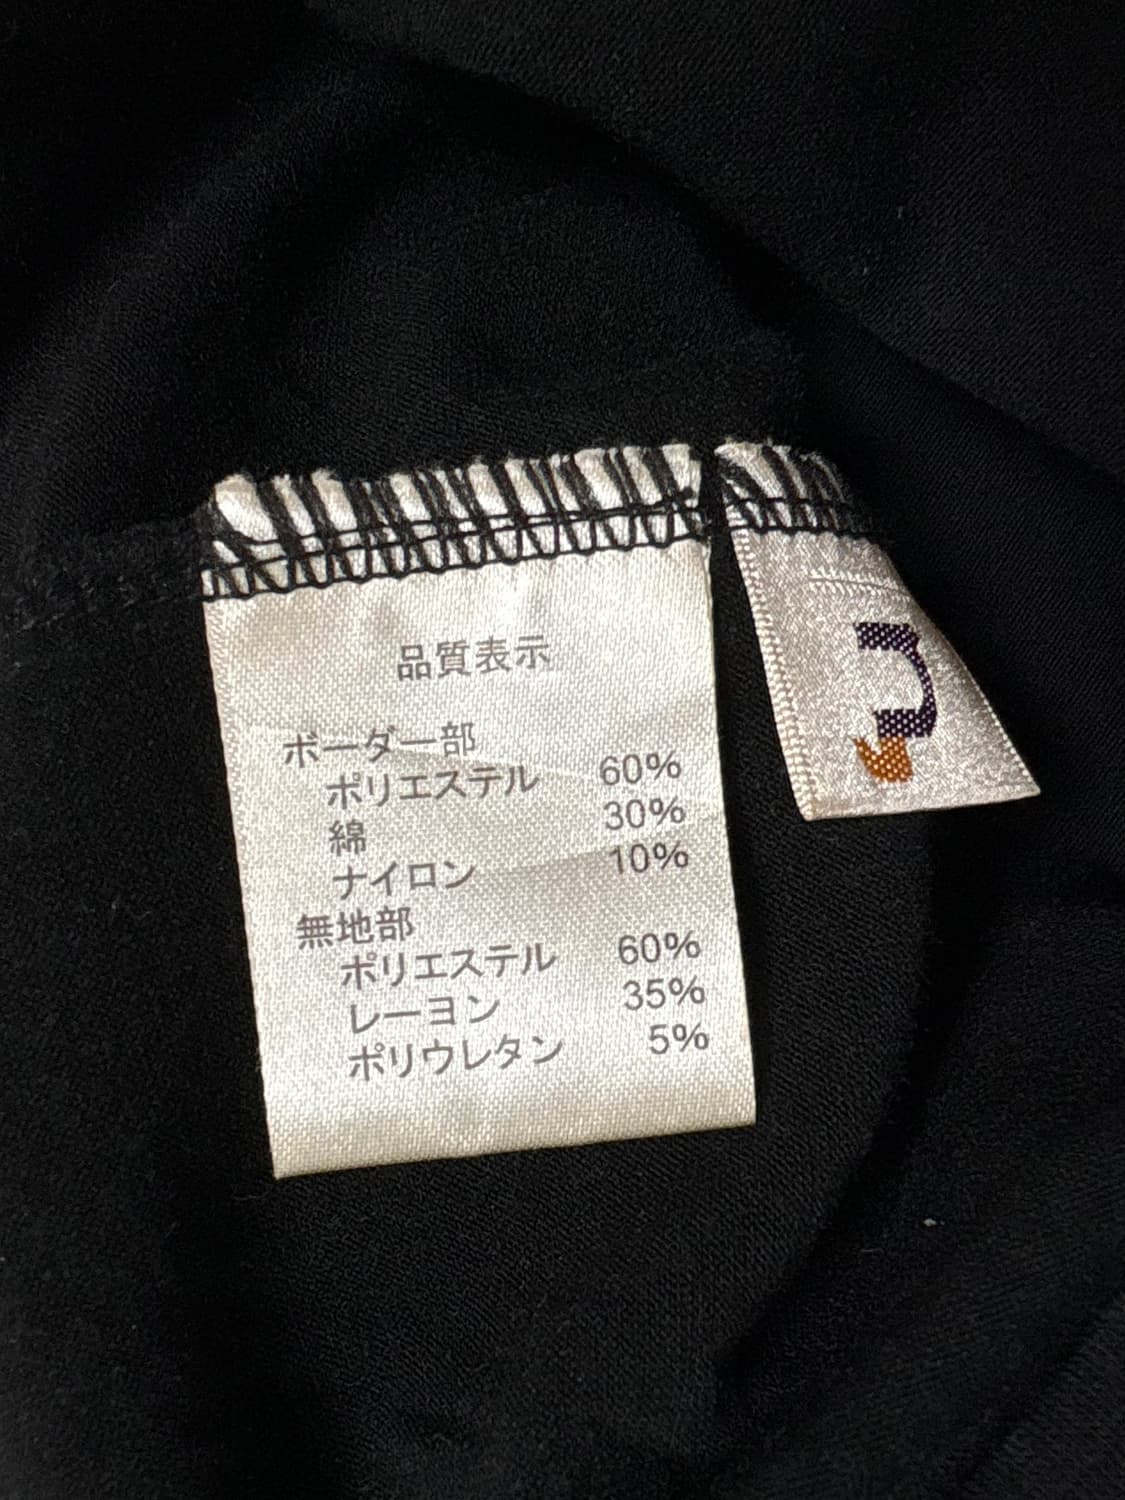 品質表示
ボーダー部
ポリエステル 60%
綿 30%
ナイロン 10%
無地部
ポリエステル 60%
レーヨン 35%
ポリウレタン 5%